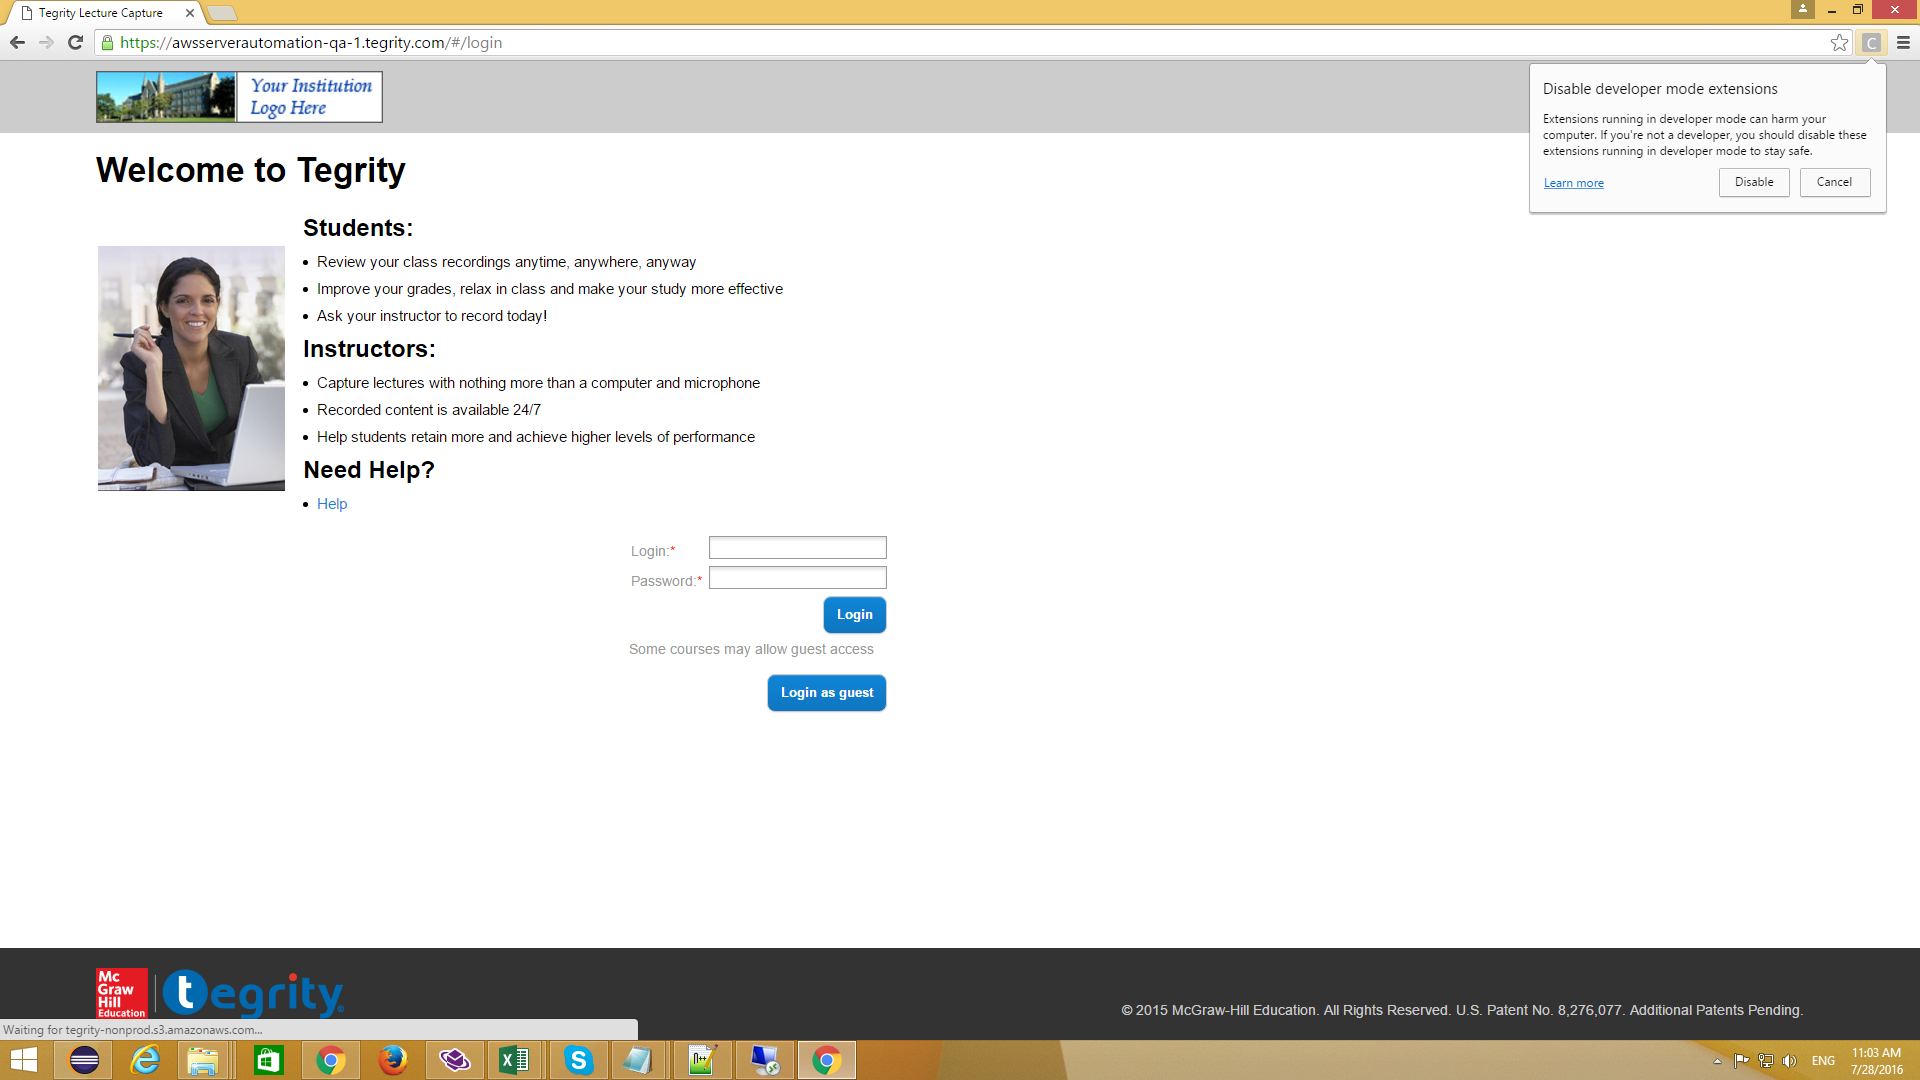 Tegrity Lecture Capture
https://awsserverautomation-qa-1.tegrity.com/#/login
C
Your Institution
Logo Here
Disable developer mode extensions
Extensions running in developer mode can harm your
computer. If you're not a developer, you should disable these
extensions running in developer mode to stay safe.
Learn more
Disable
Cancel
Welcome to Tegrity
Students:
Review your class recordings anytime, anywhere, anyway
Improve your grades, relax in class and make your study more effective
Ask your instructor to record today!
Instructors:
Capture lectures with nothing more than a computer and microphone
Recorded content is available 24/7
Help students retain more and achieve higher levels of performance
Need Help?
Help
Login:*
Password:*
Login
Some courses may allow guest access
Login as guest
Mc
Graw
Hill
Education
tegrity
© 2015 McGraw-Hill Education. All Rights Reserved. U.S. Patent No. 8,276,077. Additional Patents Pending.
Waiting for tegrity-nonprod.s3.amazonaws.com...
ENG
11:03 AM
7/28/2016